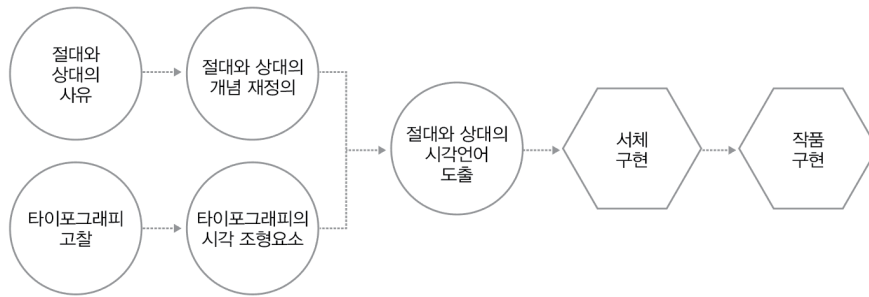 절대와
상대의
사유
절대와 상대의
개념 재정의
타이포그래피
고찰
타이포그래피의
시각 조형요소
절대와 상대의
시각언어
도출
서체
구현
작품
구현